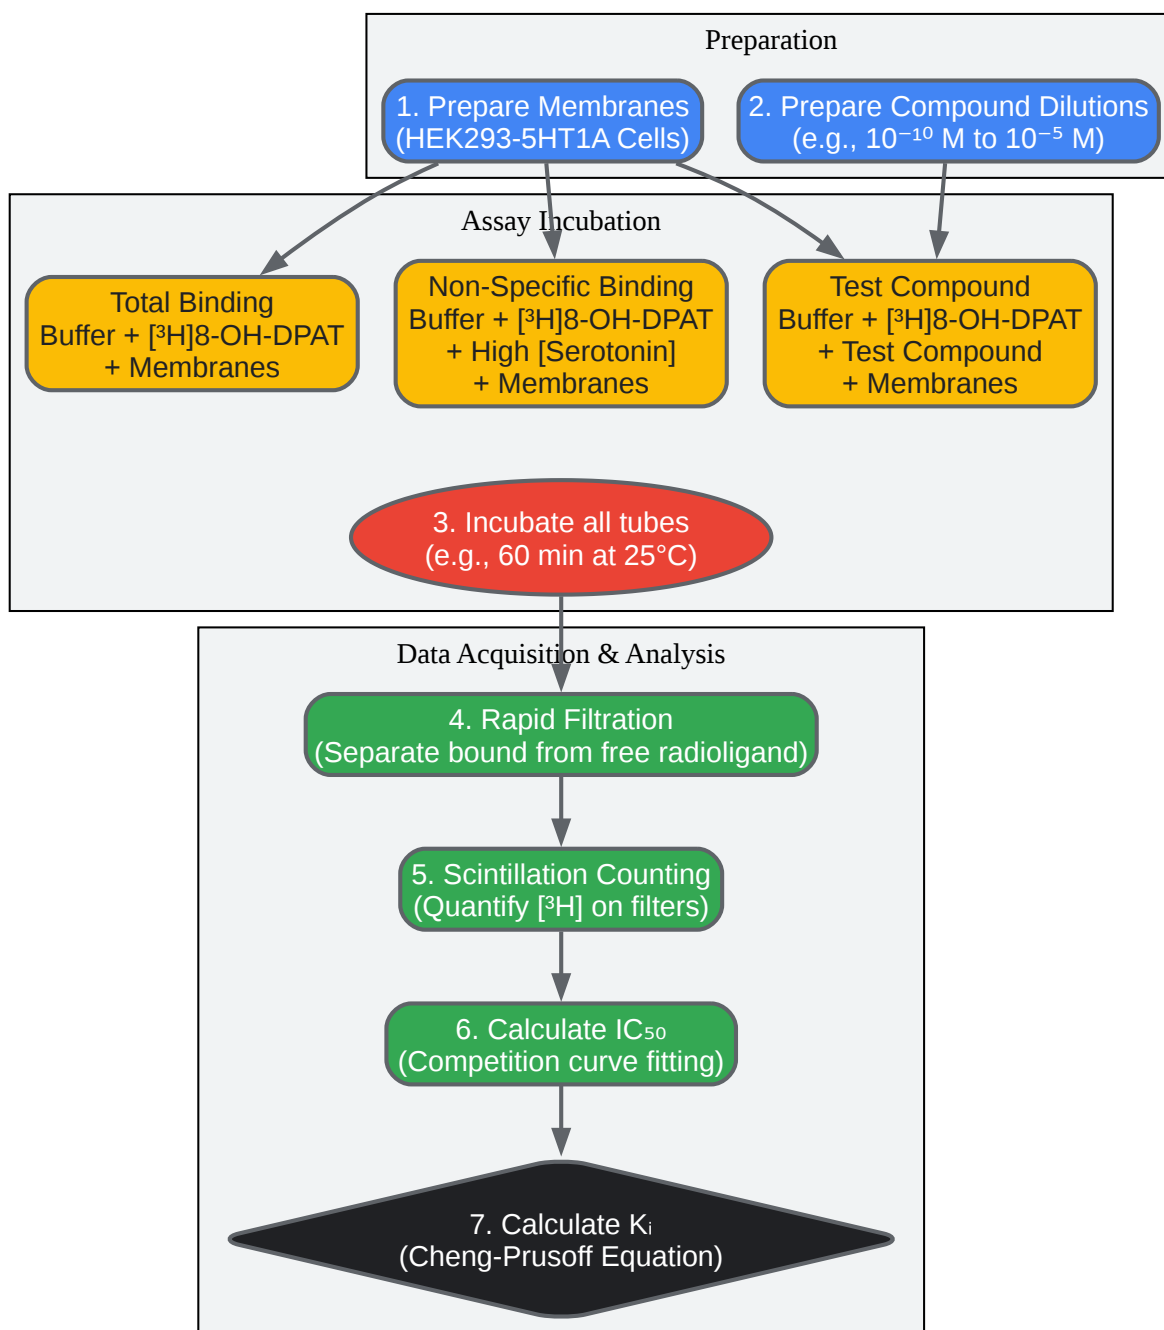 Preparation
1. Prepare Membranes
(HEK293-5HT1A Cells)
2. Prepare Compound Dilutions
(e.g., 10⁻¹⁰ M to 10⁻⁵ M)
Assay Incubation
Total Binding
Buffer + [³H]8-OH-DPAT
+ Membranes
Non-Specific Binding
Buffer + [³H]8-OH-DPAT
+ High [Serotonin]
+ Membranes
Test Compound
Buffer + [³H]8-OH-DPAT
+ Test Compound
+ Membranes
3. Incubate all tubes
(e.g., 60 min at 25°C)
Data Acquisition & Analysis
4. Rapid Filtration
(Separate bound from free radioligand)
5. Scintillation Counting
(Quantify [³H] on filters)
6. Calculate IC₅₀
(Competition curve fitting)
7. Calculate Kᵢ
(Cheng-Prusoff Equation)